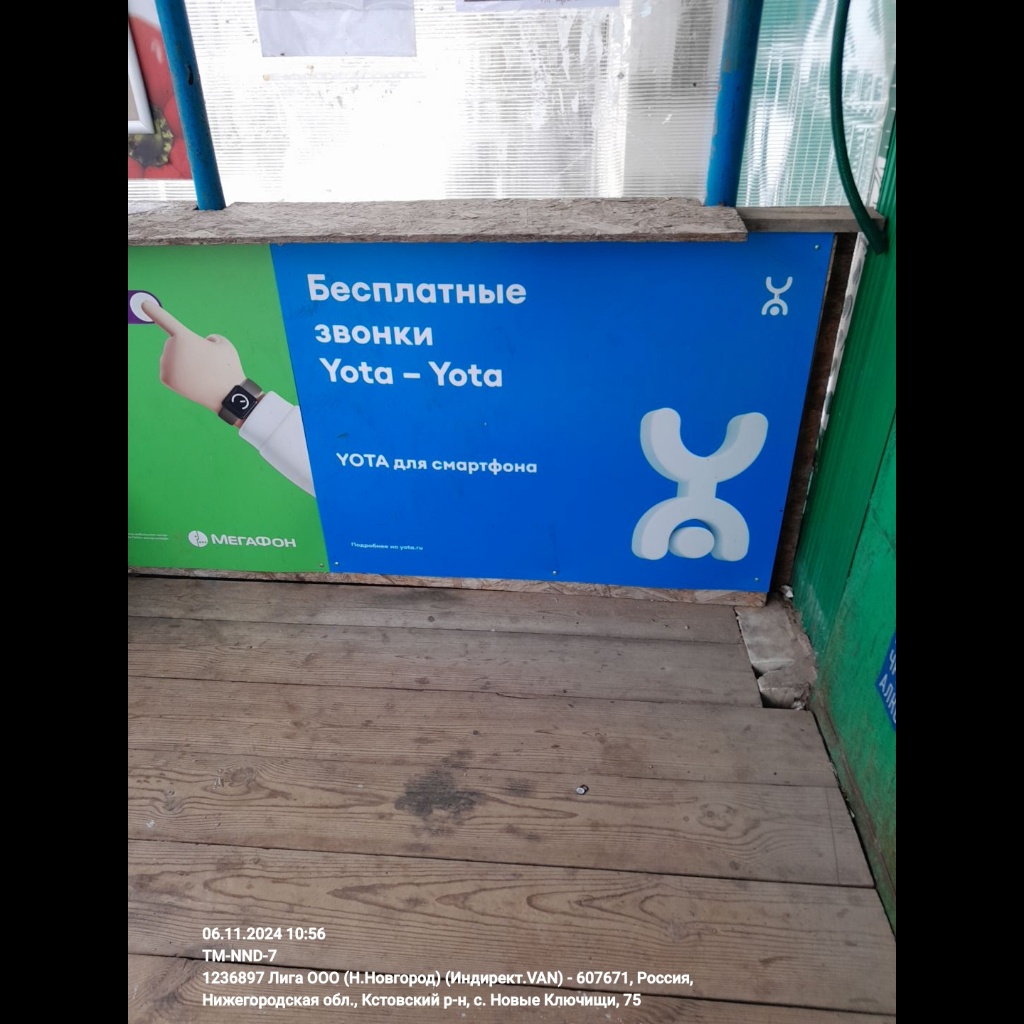 Бесплатные
звонки
Yota – Yota
YOTA для смартфона
МЕГАФОН
Подробнее на yota.ru
06.11.2024 10:56
TM-NND-7
1236897 Лига ООО (Н.Новгород) (Индирект.VAN) - 607671, Россия,
Нижегородская обл., Кстовский р-н, с. Новые Ключищи, 75